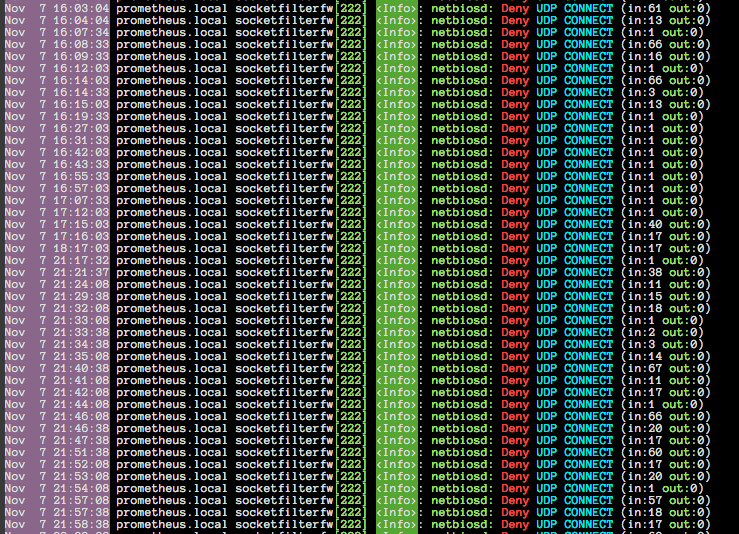 Nov  7 16:03:04 prometheus.local socketfilterfw[222] <Info>: netbiosd: Deny UDP CONNECT (in:61 out:0)
Nov  7 16:04:04 prometheus.local socketfilterfw[222] <Info>: netbiosd: Deny UDP CONNECT (in:13 out:0)
Nov  7 16:07:34 prometheus.local socketfilterfw[222] <Info>: netbiosd: Deny UDP CONNECT (in:1 out:0)
Nov  7 16:08:33 prometheus.local socketfilterfw[222] <Info>: netbiosd: Deny UDP CONNECT (in:66 out:0)
Nov  7 16:09:33 prometheus.local socketfilterfw[222] <Info>: netbiosd: Deny UDP CONNECT (in:16 out:0)
Nov  7 16:12:03 prometheus.local socketfilterfw[222] <Info>: netbiosd: Deny UDP CONNECT (in:1 out:0)
Nov  7 16:14:03 prometheus.local socketfilterfw[222] <Info>: netbiosd: Deny UDP CONNECT (in:66 out:0)
Nov  7 16:14:33 prometheus.local socketfilterfw[222] <Info>: netbiosd: Deny UDP CONNECT (in:3 out:0)
Nov  7 16:15:03 prometheus.local socketfilterfw[222] <Info>: netbiosd: Deny UDP CONNECT (in:13 out:0)
Nov  7 16:19:33 prometheus.local socketfilterfw[222] <Info>: netbiosd: Deny UDP CONNECT (in:1 out:0)
Nov  7 16:27:03 prometheus.local socketfilterfw[222] <Info>: netbiosd: Deny UDP CONNECT (in:1 out:0)
Nov  7 16:31:33 prometheus.local socketfilterfw[222] <Info>: netbiosd: Deny UDP CONNECT (in:1 out:0)
Nov  7 16:42:03 prometheus.local socketfilterfw[222] <Info>: netbiosd: Deny UDP CONNECT (in:1 out:0)
Nov  7 16:43:33 prometheus.local socketfilterfw[222] <Info>: netbiosd: Deny UDP CONNECT (in:1 out:0)
Nov  7 16:55:33 prometheus.local socketfilterfw[222] <Info>: netbiosd: Deny UDP CONNECT (in:1 out:0)
Nov  7 16:57:03 prometheus.local socketfilterfw[222] <Info>: netbiosd: Deny UDP CONNECT (in:1 out:0)
Nov  7 17:07:33 prometheus.local socketfilterfw[222] <Info>: netbiosd: Deny UDP CONNECT (in:1 out:0)
Nov  7 17:12:03 prometheus.local socketfilterfw[222] <Info>: netbiosd: Deny UDP CONNECT (in:1 out:0)
Nov  7 17:15:03 prometheus.local socketfilterfw[222] <Info>: netbiosd: Deny UDP CONNECT (in:40 out:0)
Nov  7 17:16:03 prometheus.local socketfilterfw[222] <Info>: netbiosd: Deny UDP CONNECT (in:17 out:0)
Nov  7 18:17:03 prometheus.local socketfilterfw[222] <Info>: netbiosd: Deny UDP CONNECT (in:17 out:0)
Nov  7 21:17:32 prometheus.local socketfilterfw[222] <Info>: netbiosd: Deny UDP CONNECT (in:1 out:0)
Nov  7 21:21:37 prometheus.local socketfilterfw[222] <Info>: netbiosd: Deny UDP CONNECT (in:38 out:0)
Nov  7 21:24:08 prometheus.local socketfilterfw[222] <Info>: netbiosd: Deny UDP CONNECT (in:11 out:0)
Nov  7 21:29:38 prometheus.local socketfilterfw[222] <Info>: netbiosd: Deny UDP CONNECT (in:15 out:0)
Nov  7 21:32:08 prometheus.local socketfilterfw[222] <Info>: netbiosd: Deny UDP CONNECT (in:18 out:0)
Nov  7 21:33:08 prometheus.local socketfilterfw[222] <Info>: netbiosd: Deny UDP CONNECT (in:1 out:0)
Nov  7 21:33:38 prometheus.local socketfilterfw[222] <Info>: netbiosd: Deny UDP CONNECT (in:2 out:0)
Nov  7 21:34:38 prometheus.local socketfilterfw[222] <Info>: netbiosd: Deny UDP CONNECT (in:3 out:0)
Nov  7 21:35:08 prometheus.local socketfilterfw[222] <Info>: netbiosd: Deny UDP CONNECT (in:14 out:0)
Nov  7 21:40:38 prometheus.local socketfilterfw[222] <Info>: netbiosd: Deny UDP CONNECT (in:67 out:0)
Nov  7 21:41:08 prometheus.local socketfilterfw[222] <Info>: netbiosd: Deny UDP CONNECT (in:11 out:0)
Nov  7 21:42:08 prometheus.local socketfilterfw[222] <Info>: netbiosd: Deny UDP CONNECT (in:17 out:0)
Nov  7 21:44:08 prometheus.local socketfilterfw[222] <Info>: netbiosd: Deny UDP CONNECT (in:1 out:0)
Nov  7 21:46:08 prometheus.local socketfilterfw[222] <Info>: netbiosd: Deny UDP CONNECT (in:66 out:0)
Nov  7 21:46:38 prometheus.local socketfilterfw[222] <Info>: netbiosd: Deny UDP CONNECT (in:20 out:0)
Nov  7 21:47:38 prometheus.local socketfilterfw[222] <Info>: netbiosd: Deny UDP CONNECT (in:17 out:0)
Nov  7 21:51:38 prometheus.local socketfilterfw[222] <Info>: netbiosd: Deny UDP CONNECT (in:60 out:0)
Nov  7 21:52:08 prometheus.local socketfilterfw[222] <Info>: netbiosd: Deny UDP CONNECT (in:17 out:0)
Nov  7 21:53:08 prometheus.local socketfilterfw[222] <Info>: netbiosd: Deny UDP CONNECT (in:20 out:0)
Nov  7 21:54:08 prometheus.local socketfilterfw[222] <Info>: netbiosd: Deny UDP CONNECT (in:1 out:0)
Nov  7 21:57:08 prometheus.local socketfilterfw[222] <Info>: netbiosd: Deny UDP CONNECT (in:57 out:0)
Nov  7 21:57:38 prometheus.local socketfilterfw[222] <Info>: netbiosd: Deny UDP CONNECT (in:18 out:0)
Nov  7 21:58:38 prometheus.local socketfilterfw[222] <Info>: netbiosd: Deny UDP CONNECT (in:17 out:0)